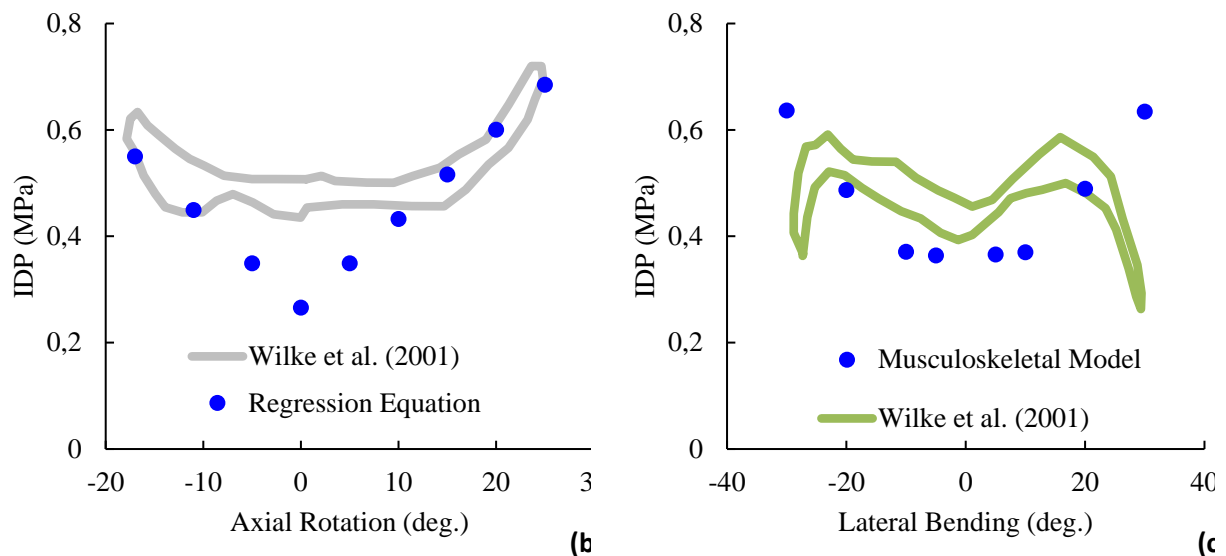 0,8
0,6
0,4
0,2
0
IDP (MPa)
Wilke et al. (2001)
Regression Equation
-20 -10 0 10 20 3
Axial Rotation (deg.)
(b
0,8
0,6
0,4
0,2
0
IDP (MPa)
Musculoskeletal Model
Wilke et al. (2001)
-40 -20 0 20 40
Lateral Bending (deg.)